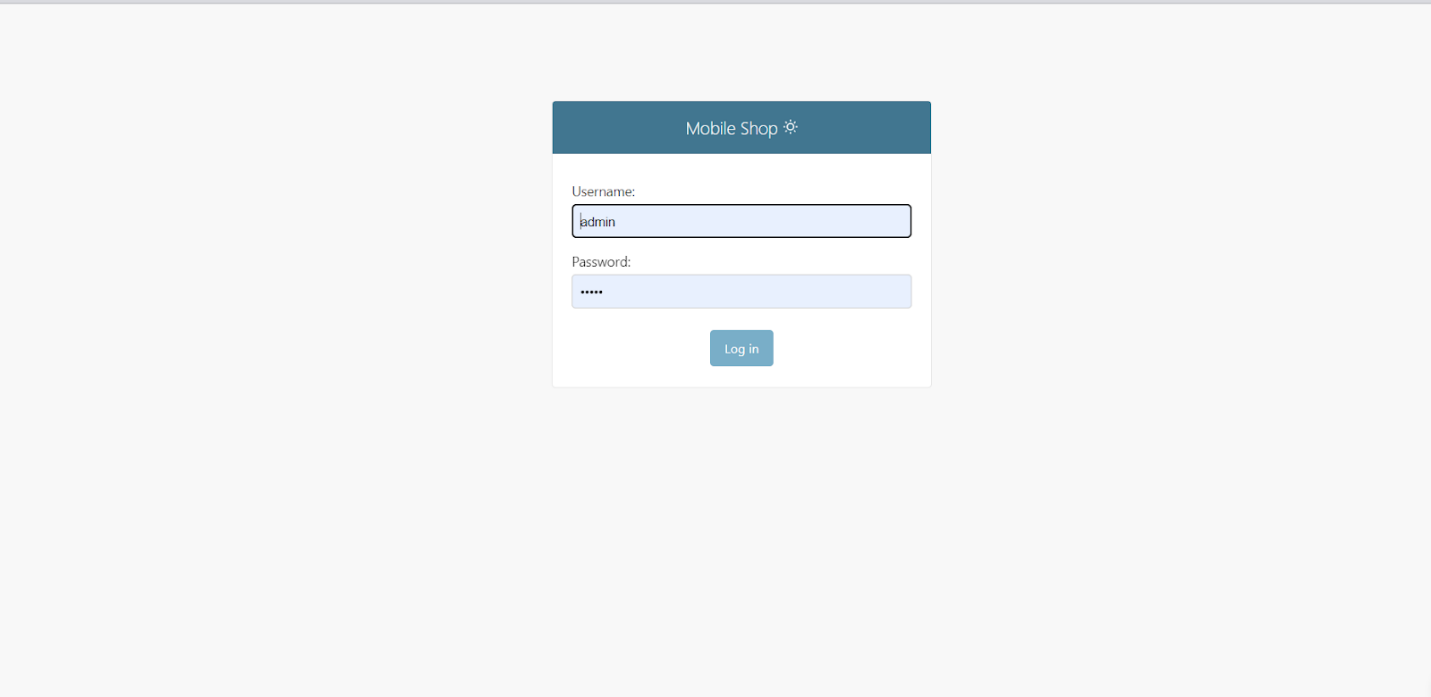 Mobile Shop
Username:
admin
Password:
•••••
Log in